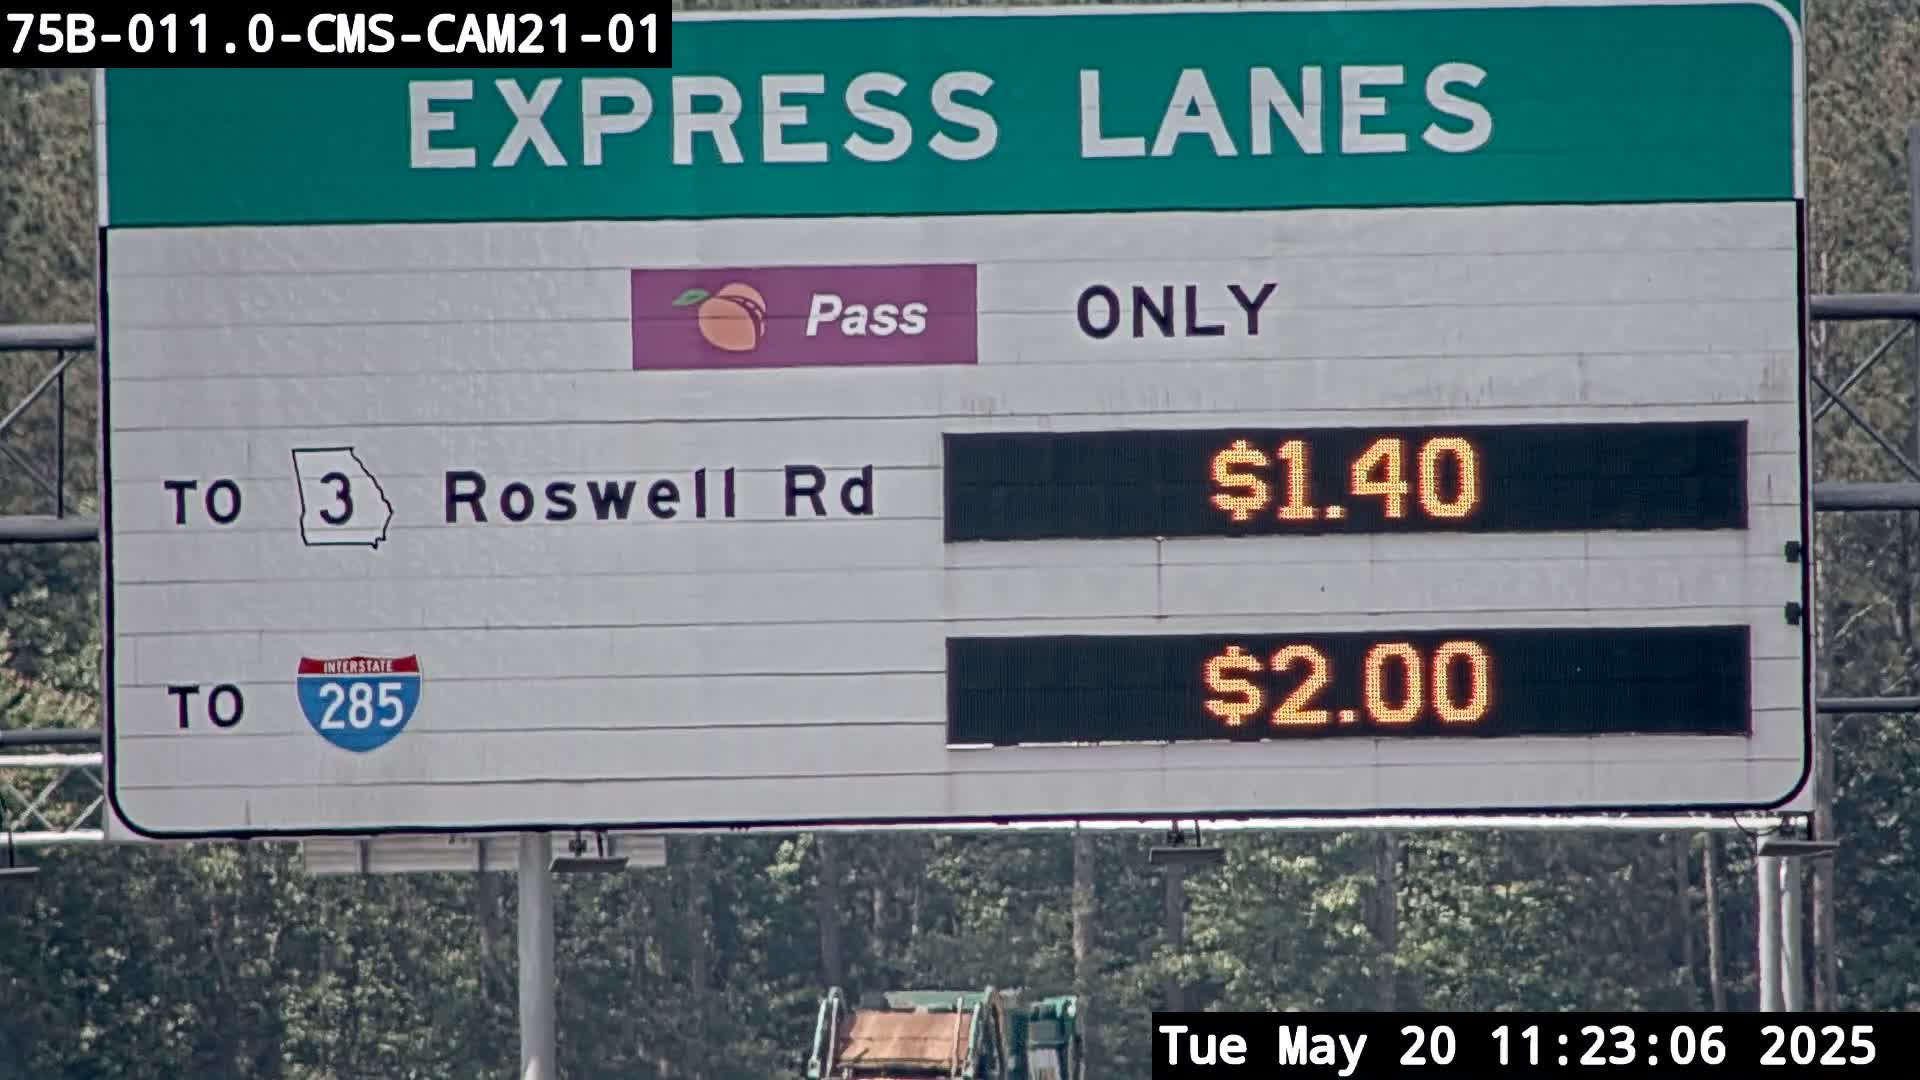 75B-011.0-CMS-CAM21-01
EXPRESS LANES
Pass ONLY
TO 3 Roswell Rd $1.40
INTERSTATE
TO 285 $2.00
Tue May 20 11:23:06 2025